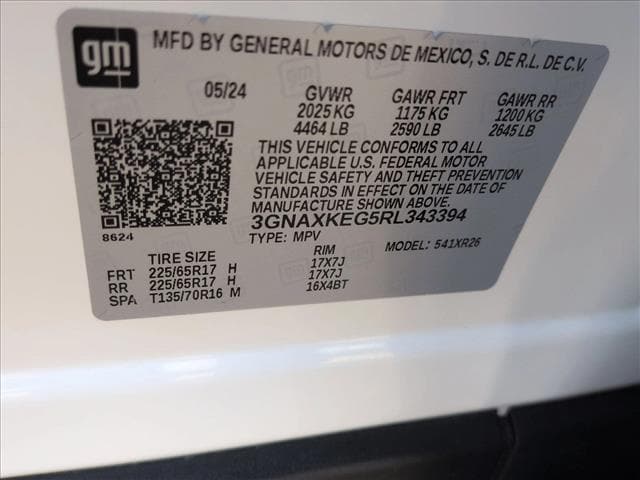 gm
MFD BY GENERAL MOTORS DE MEXICO, S. DE R.L. DE C.V.
05/24 GVWR GAWR FRT GAWR RR
2025 KG 1175 KG 1200 KG
4464 LB 2590 LB 2645 LB
THIS VEHICLE CONFORMS TO ALL
APPLICABLE U.S. FEDERAL MOTOR
VEHICLE SAFETY AND THEFT PREVENTION
STANDARDS IN EFFECT ON THE DATE OF
MANUFACTURE SHOWN ABOVE.
3GNAXKEG5RL343394
8624
TYPE: MPV MODEL: 541XR26
TIRE SIZE RIM
FRT 225/65R17 H 17X7J
RR 225/65R17 H 17X7J
SPA T135/70R16 M 16X4BT